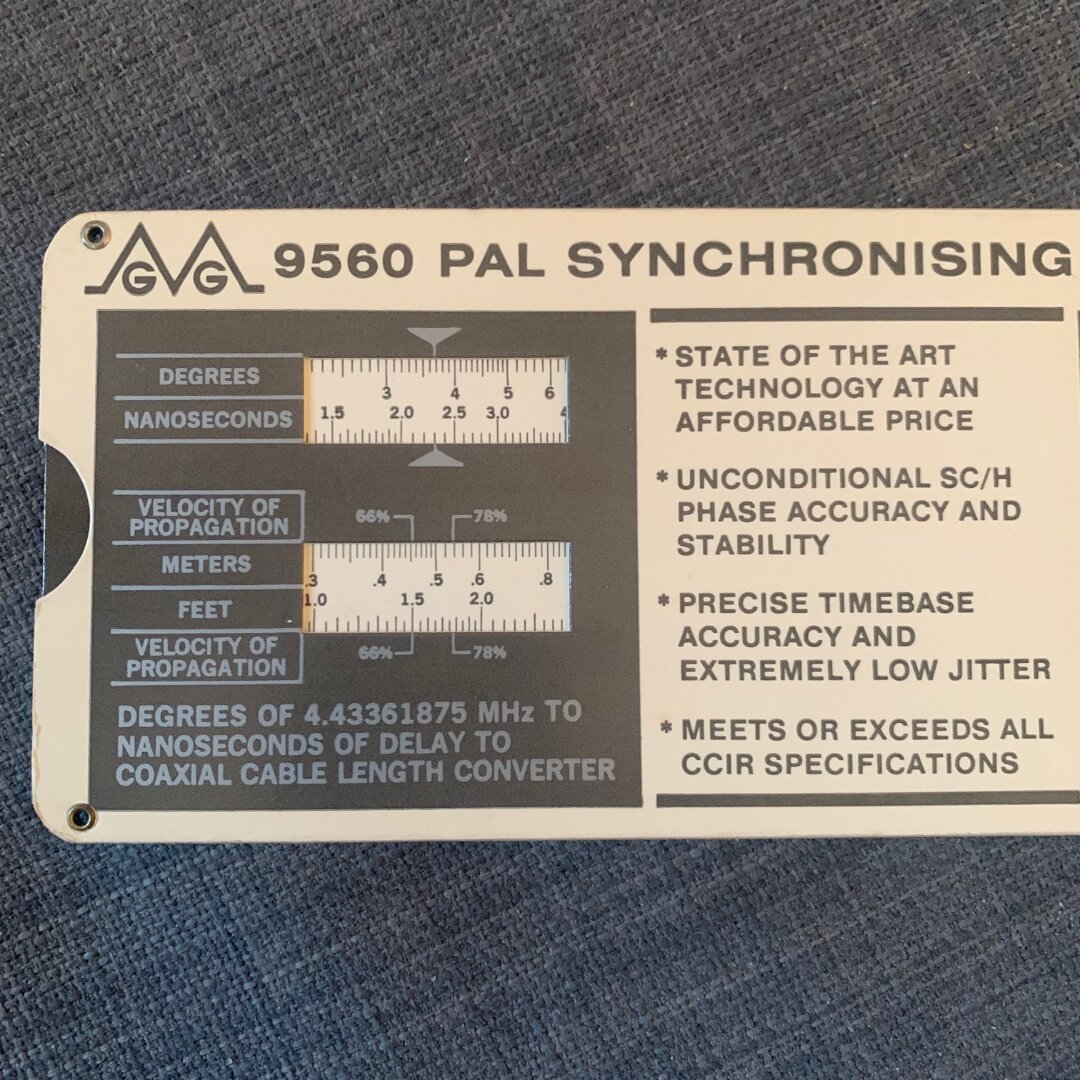 GVG 9560 PAL SYNCHRONISING
DEGREES
3 4 5 6
NANOSECONDS
1.5 2.0 2.5 3.0
VELOCITY OF
PROPAGATION
66% 78%
METERS
.3 .4 .5 .6 .8
FEET
1.0 1.5 2.0
VELOCITY OF
PROPAGATION
66% 78%
DEGREES OF 4.43361875 MHz TO
NANOSECONDS OF DELAY TO
COAXIAL CABLE LENGTH CONVERTER
* STATE OF THE ART
TECHNOLOGY AT AN
AFFORDABLE PRICE
* UNCONDITIONAL SC/H
PHASE ACCURACY AND
STABILITY
* PRECISE TIMEBASE
ACCURACY AND
EXTREMELY LOW JITTER
* MEETS OR EXCEEDS ALL
CCIR SPECIFICATIONS